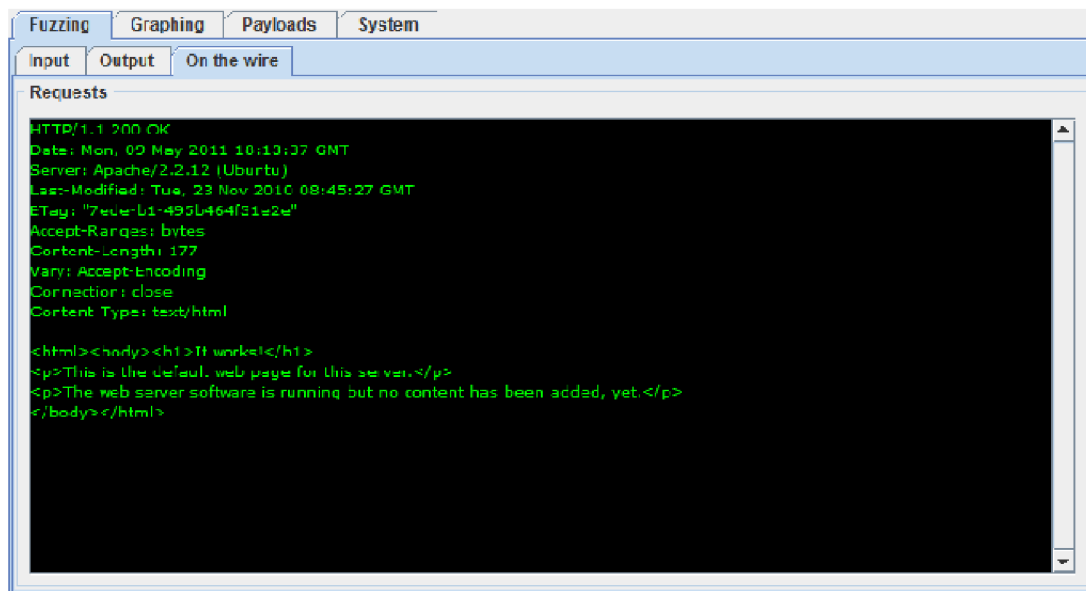 Fuzzing Graphing Payloads System
Input Output On the wire
Requests
HTTP/1.1 200 OK
Date: Mon, 09 May 2011 GMT
Server: Apache/2.2.12 (Ubuntu)
Last-Modified: Tue, 23 Nov 2010 08:45:27 GMT
ETag:
Accept-Ranges: bytes
Content-Length: 177
Vary: Accept-Encoding
Connection: close
Content-Type: text/html
<html><body><h1>It works!</h1>
<p>This is the default web page for this server.</p>
<p>The web server software is running but no content has been added, yet.</p>
</body></html>